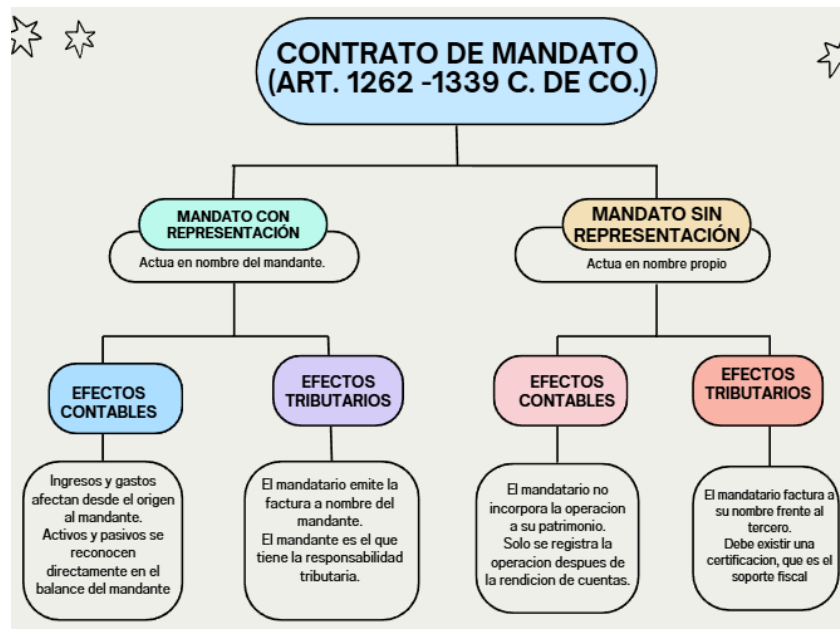 CONTRATO DE MANDATO
(ART. 1262 -1339 C. DE CO.)
MANDATO CON
REPRESENTACIÓN
Actua en nombre del mandante.
MANDATO SIN
REPRESENTACIÓN
Actua en nombre propio
EFECTOS
CONTABLES
Ingresos y gastos
afectan desde el origen
al mandante.
Activos y pasivos se
reconocen
directamente en el
balance del mandante
EFECTOS
TRIBUTARIOS
El mandatario emite la
factura a nombre del
mandante.
El mandante es el que
tiene la responsabilidad
tributaria.
EFECTOS
CONTABLES
El mandatario no
incorpora la operacion
a su patrimonio.
Solo se registra la
operacion despues de
la rendicion de cuentas.
EFECTOS
TRIBUTARIOS
El mandatario factura a
su nombre frente al
tercero.
Debe existir una
certificacion, que es el
soporte fiscal